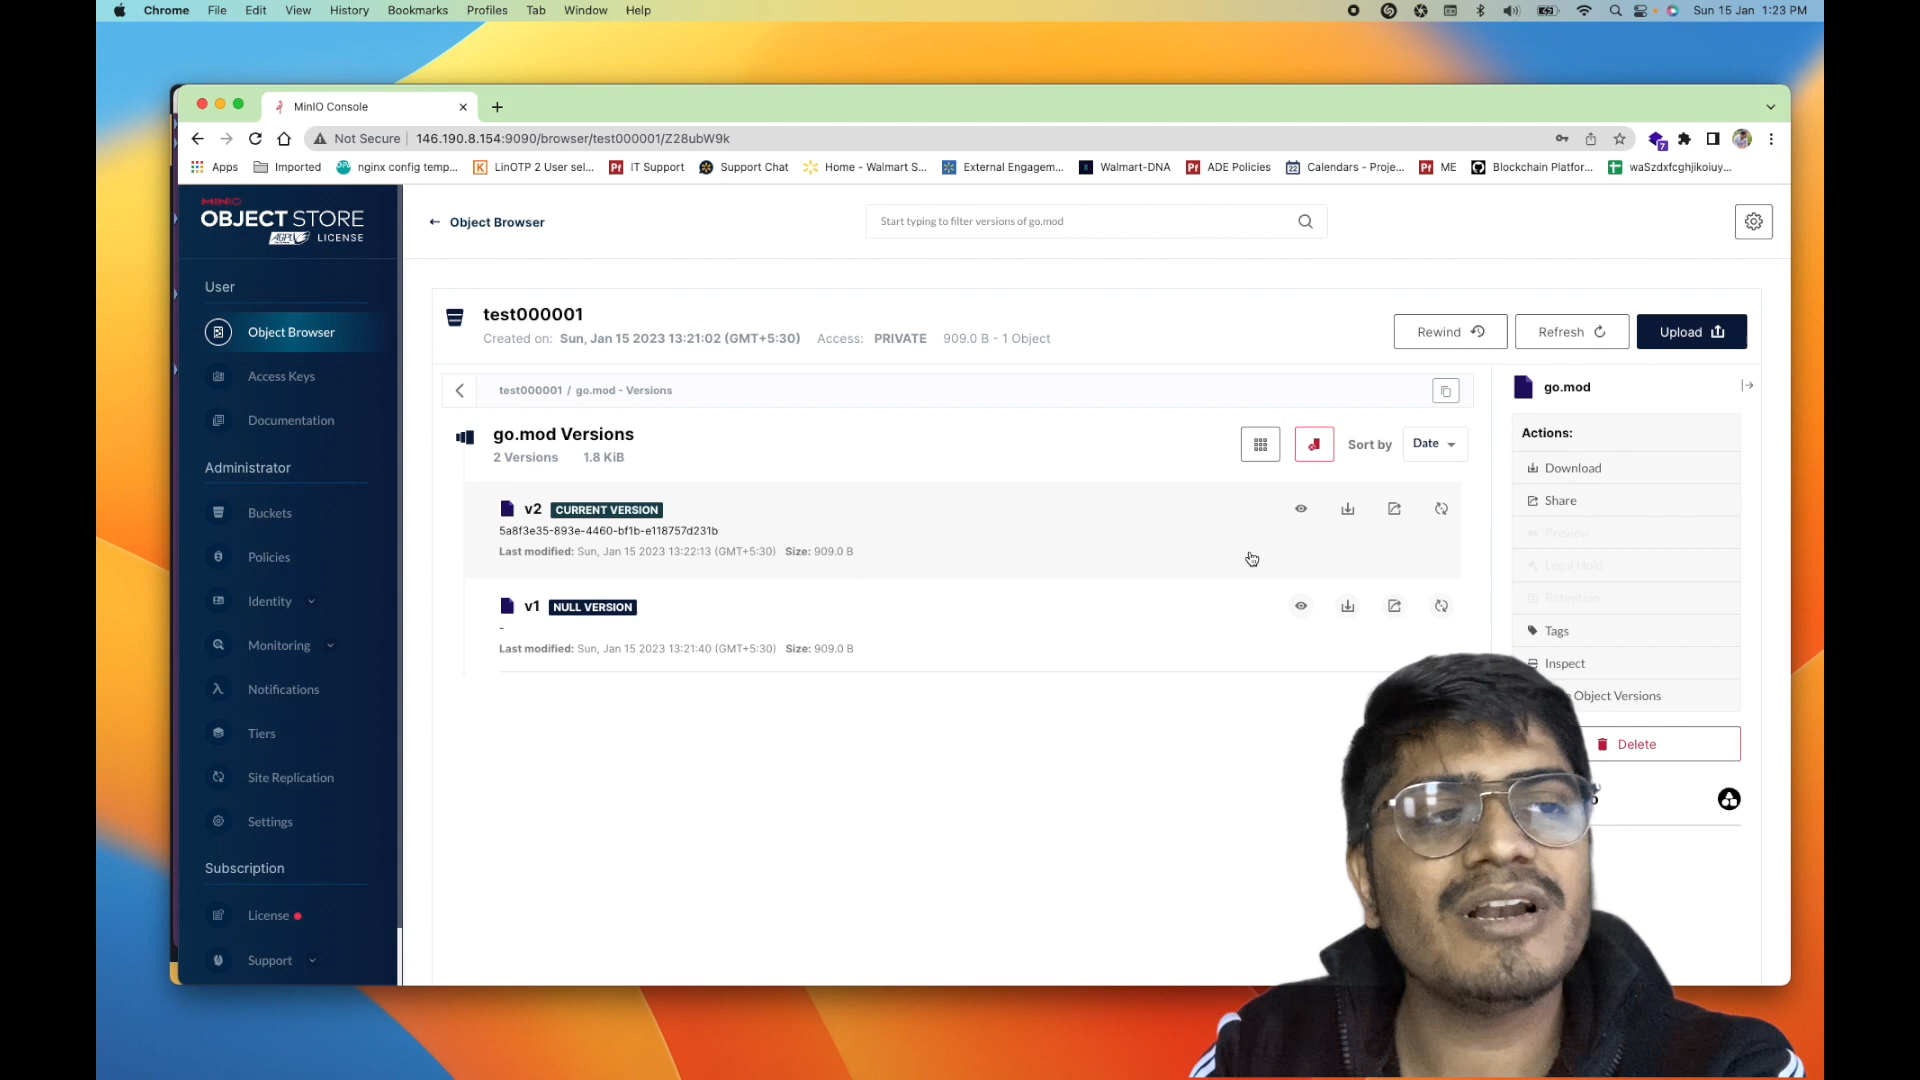 Chrome File Edit View History Bookmarks Profiles Tab Window Help Sun 15 Jan 1:23 PM
MinIO Console
Not Secure 146.190.8.154:9090/browser/test000001/Z28ubW9k
Apps Imported nginx config temp... LinOTP 2 User sel... IT Support Support Chat Home - Walmart S... External Engagem... Walmart-DNA ADE Policies Calendars - Proje... ME Blockchain Platfor... waSzdxfcghjikoiuy...
MINIO
OBJECT STORE
AGPL LICENSE
Object Browser
Start typing to filter versions of go.mod
User
Object Browser
Access Keys
Documentation
Administrator
Buckets
Policies
Identity
Monitoring
Notifications
Tiers
Site Replication
Settings
Subscription
License
Support
test000001
Created on: Sun, Jan 15 2023 13:21:02 (GMT+5:30) Access: PRIVATE 909.0 B - 1 Object
Rewind Refresh Upload
test000001 / go.mod - Versions
go.mod Versions
2 Versions 1.8 KiB
Sort by Date
v2 CURRENT VERSION
5a8f3e35-893e-4460-bf1b-e118757d231b
Last modified: Sun, Jan 15 2023 13:22:13 (GMT+5:30) Size: 909.0 B
v1 NULL VERSION
-
Last modified: Sun, Jan 15 2023 13:21:40 (GMT+5:30) Size: 909.0 B
go.mod
Actions:
Download
Share
Preview
Legal Hold
Retention
Tags
Inspect
Object Versions
Delete